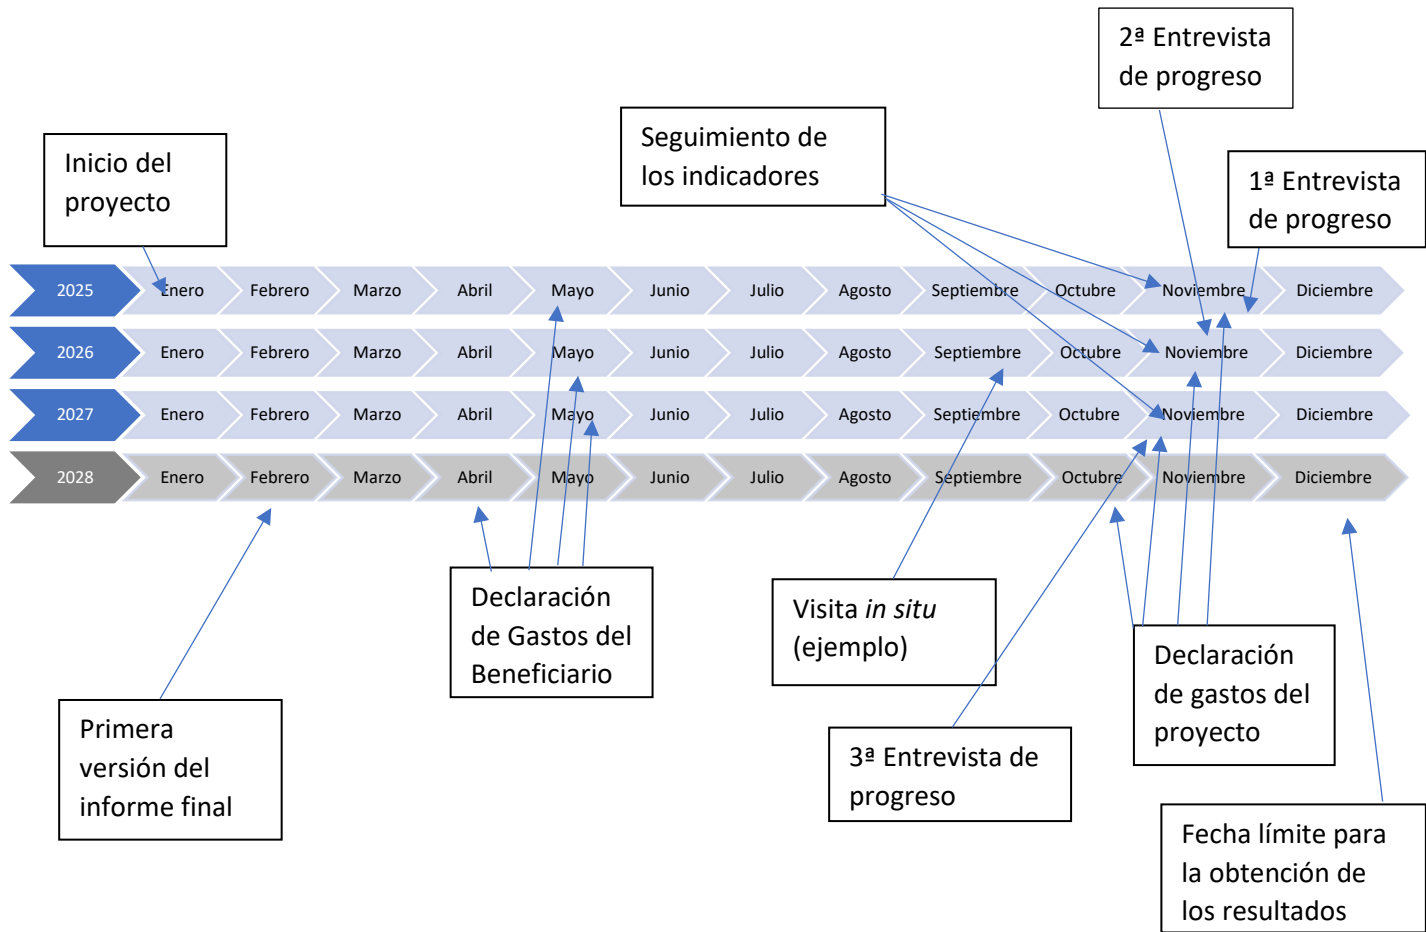 2ª Entrevista
de progreso
Seguimiento de
los indicadores
Inicio del
proyecto
1ª Entrevista
de progreso
2025 Enero Febrero Marzo Abril Mayo Junio Julio Agosto Septiembre Octubre Noviembre Diciembre
2026 Enero Febrero Marzo Abril Mayo Junio Julio Agosto Septiembre Octubre Noviembre Diciembre
2027 Enero Febrero Marzo Abril Mayo Junio Julio Agosto Septiembre Octubre Noviembre Diciembre
2028 Enero Febrero Marzo Abril Mayo Junio Julio Agosto Septiembre Octubre Noviembre Diciembre
Declaración
de Gastos del
Beneficiario
Visita in situ
(ejemplo)
Declaración
de gastos del
proyecto
Primera
versión del
informe final
3ª Entrevista de
progreso
Fecha límite para
la obtención de
los resultados